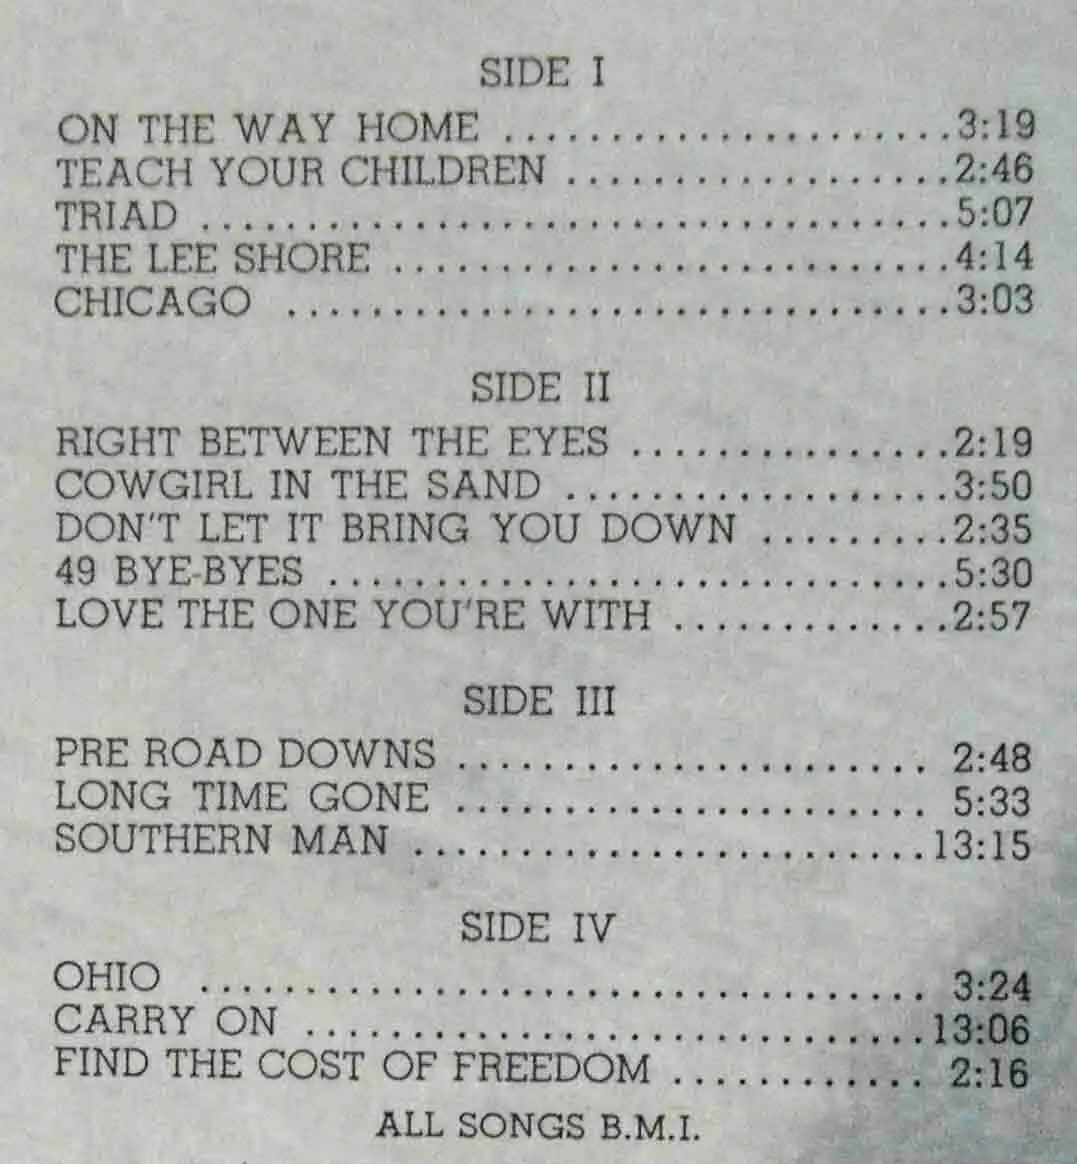 SIDE I
ON THE WAY HOME ......................3:19
TEACH YOUR CHILDREN ..................2:46
TRIAD ...................................5:07
THE LEE SHORE ..........................4:14
CHICAGO ...............................3:03
SIDE II
RIGHT BETWEEN THE EYES ...............2:19
COWGIRL IN THE SAND ..................3:50
DON'T LET IT BRING YOU DOWN .........2:35
49 BYE-BYES .............................5:30
LOVE THE ONE YOU'RE WITH .............2:57
SIDE III
PRE ROAD DOWNS ...................... 2:48
LONG TIME GONE ...................... 5:33
SOUTHERN MAN ........................13:15
SIDE IV
OHIO .................................. 3:24
CARRY ON .............................13:06
FIND THE COST OF FREEDOM ............ 2:16
ALL SONGS B.M.I.